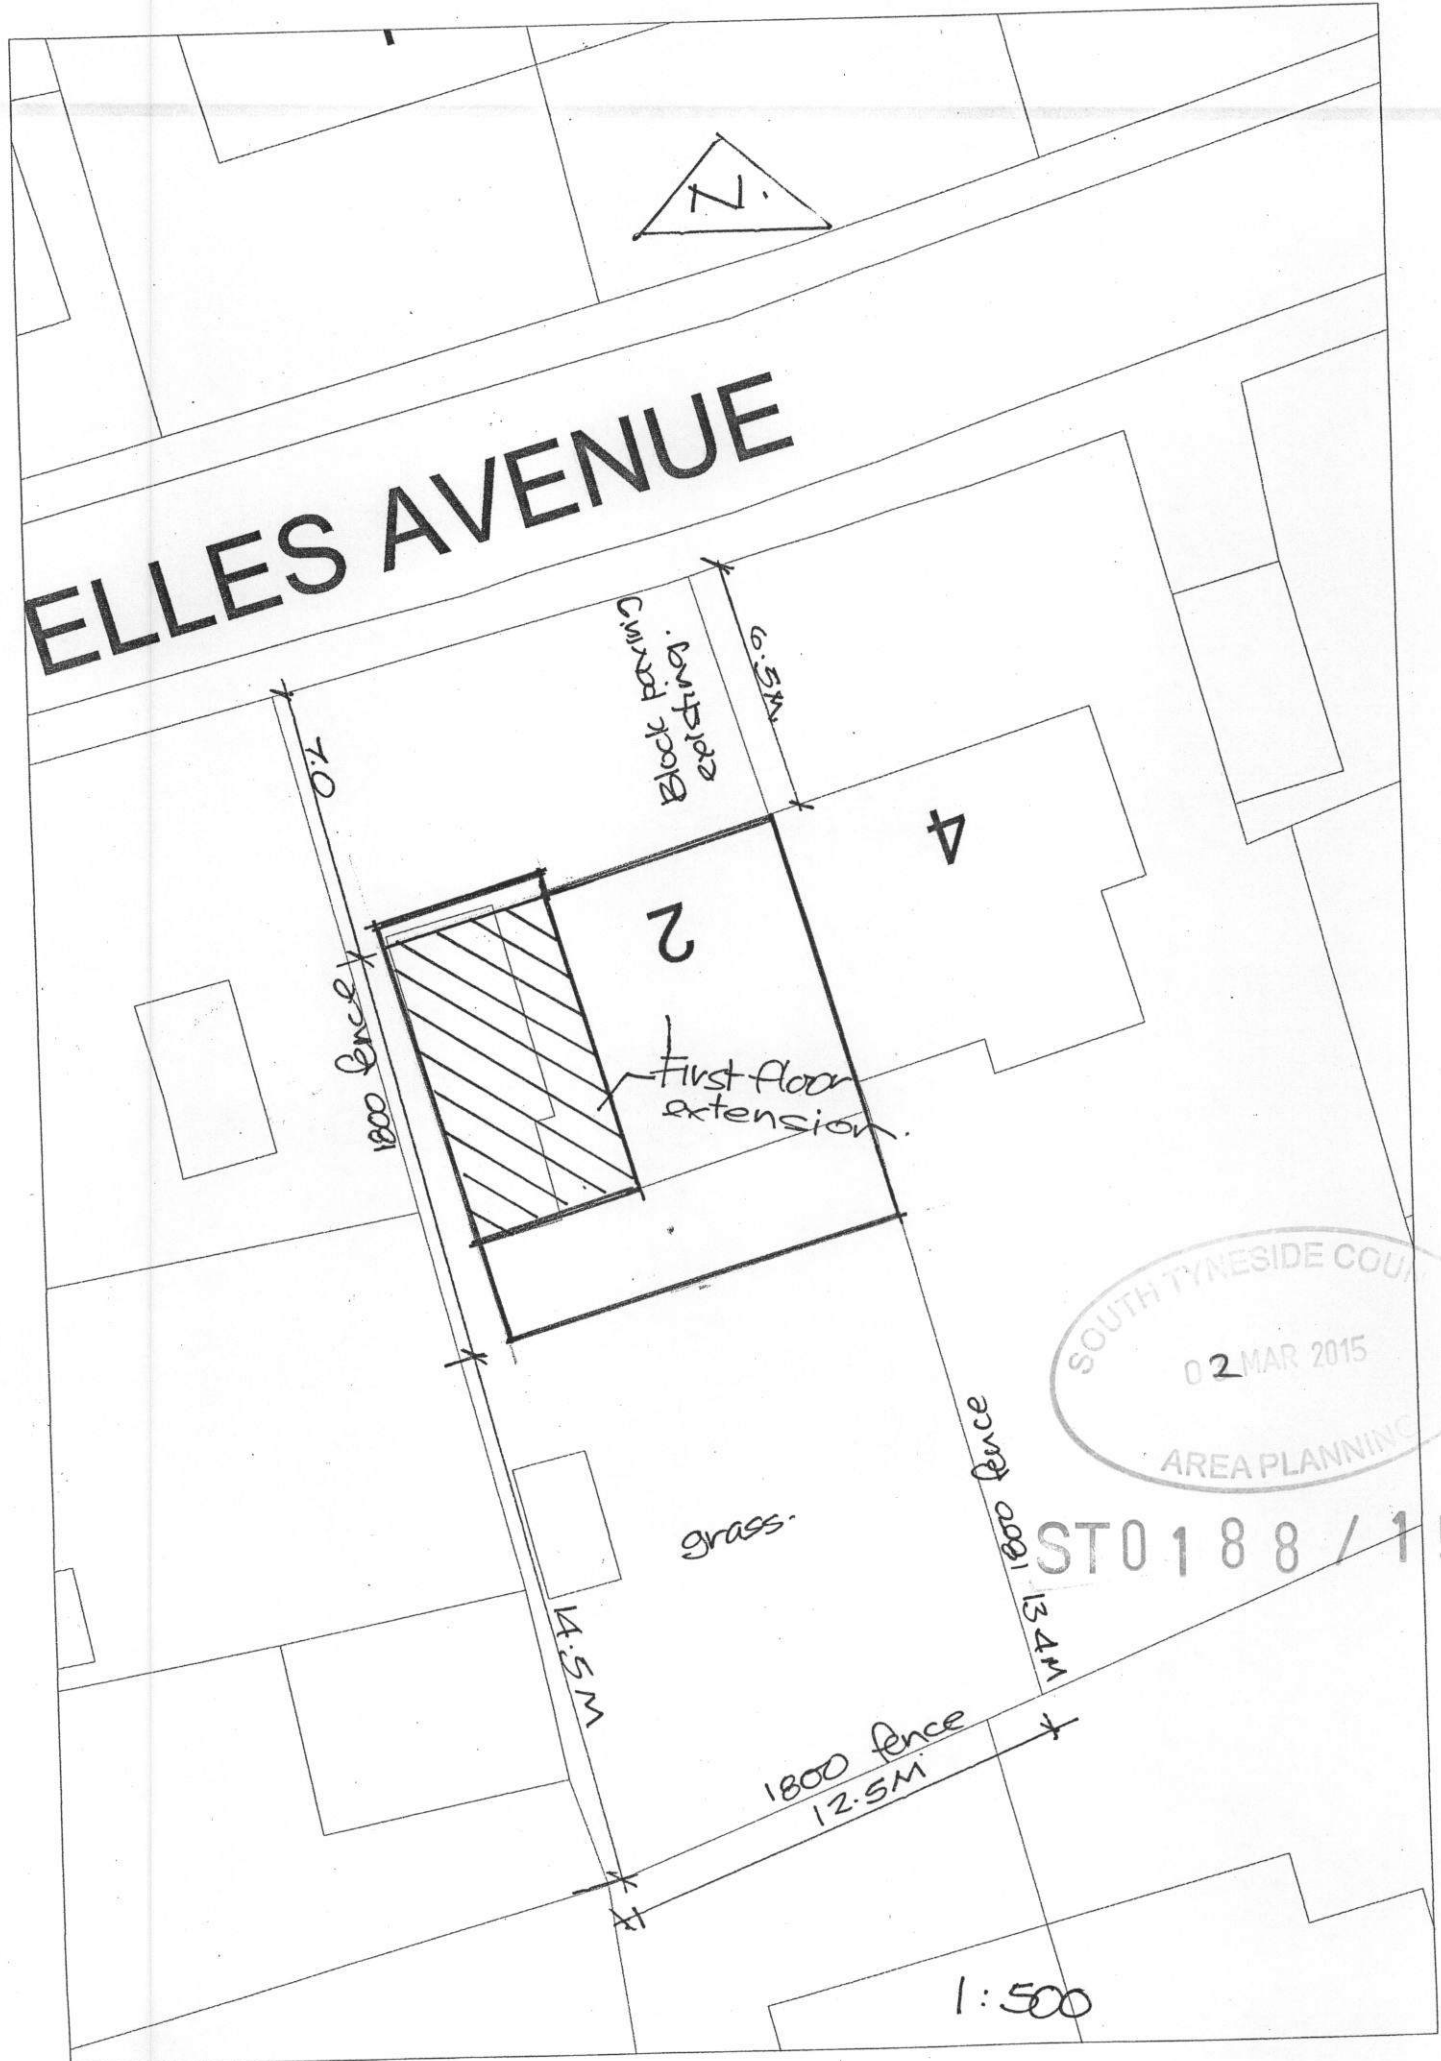 N.
ELLES AVENUE
Block paving
existing.
6.5M
7.0
4
2
1800 fence
First floor
extension.
SOUTH TYNESIDE COU
02 MAR 2015
AREA PLANNING
ST0188/1
grass.
1800 fence
13.4M
14.5M
1800 fence
12.5M
1:500